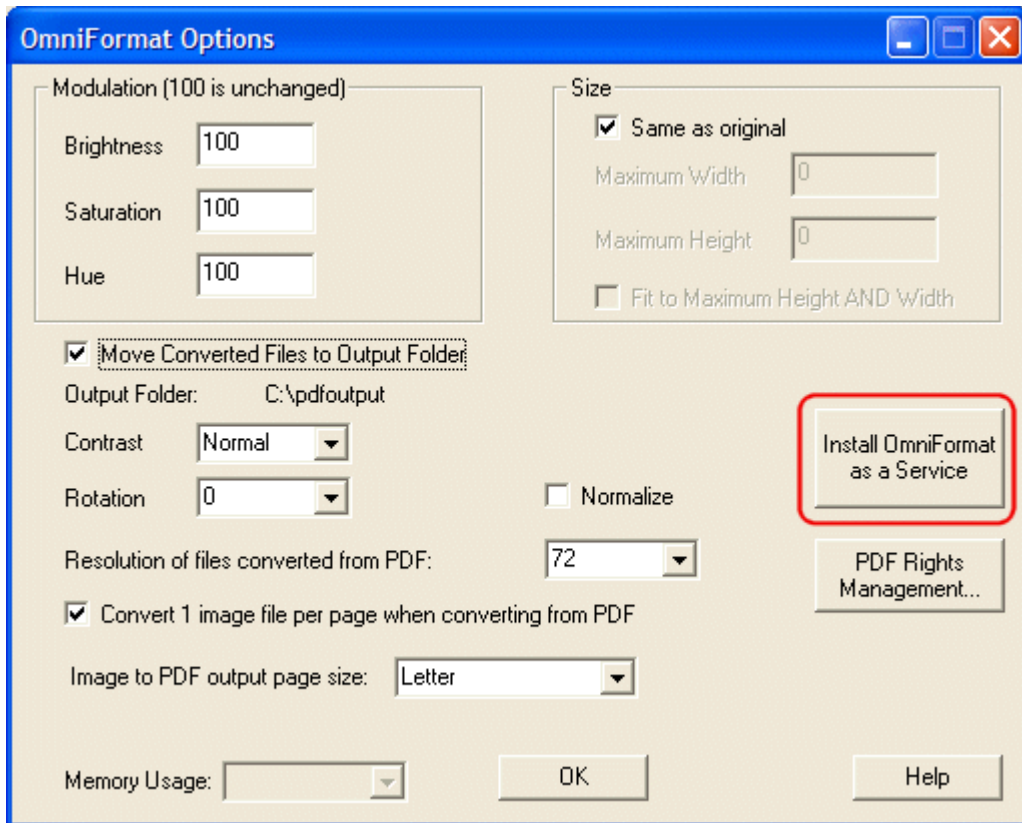 OmniFormat Options
Modulation (100 is unchanged)
Brightness 100
Saturation 100
Hue 100
Size
Same as original
Maximum Width 0
Maximum Height 0
Fit to Maximum Height AND Width
Move Converted Files to Output Folder
Output Folder: C:\pdfoutput
Contrast Normal
Rotation 0
Normalize
Install OmniFormat
as a Service
Resolution of files converted from PDF: 72
PDF Rights
Management...
Convert 1 image file per page when converting from PDF
Image to PDF output page size: Letter
Memory Usage:
OK
Help